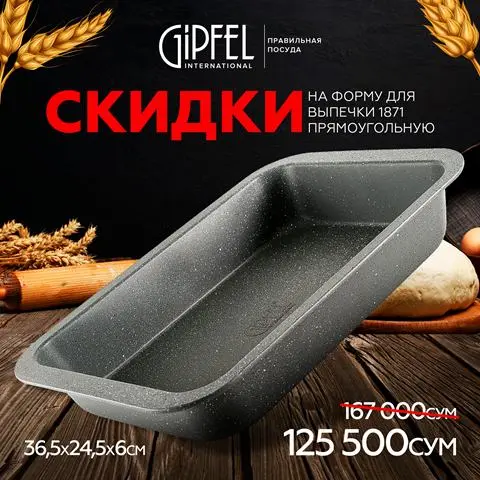 GiPFEL
INTERNATIONAL
ПРАВИЛЬНАЯ
ПОСУДА
СКИДКИ
НА ФОРМУ ДЛЯ
ВЫПЕЧКИ 1871
ПРЯМОУГОЛЬНУЮ
167 000СУМ
125 500СУМ
36,5x24,5x6СМ